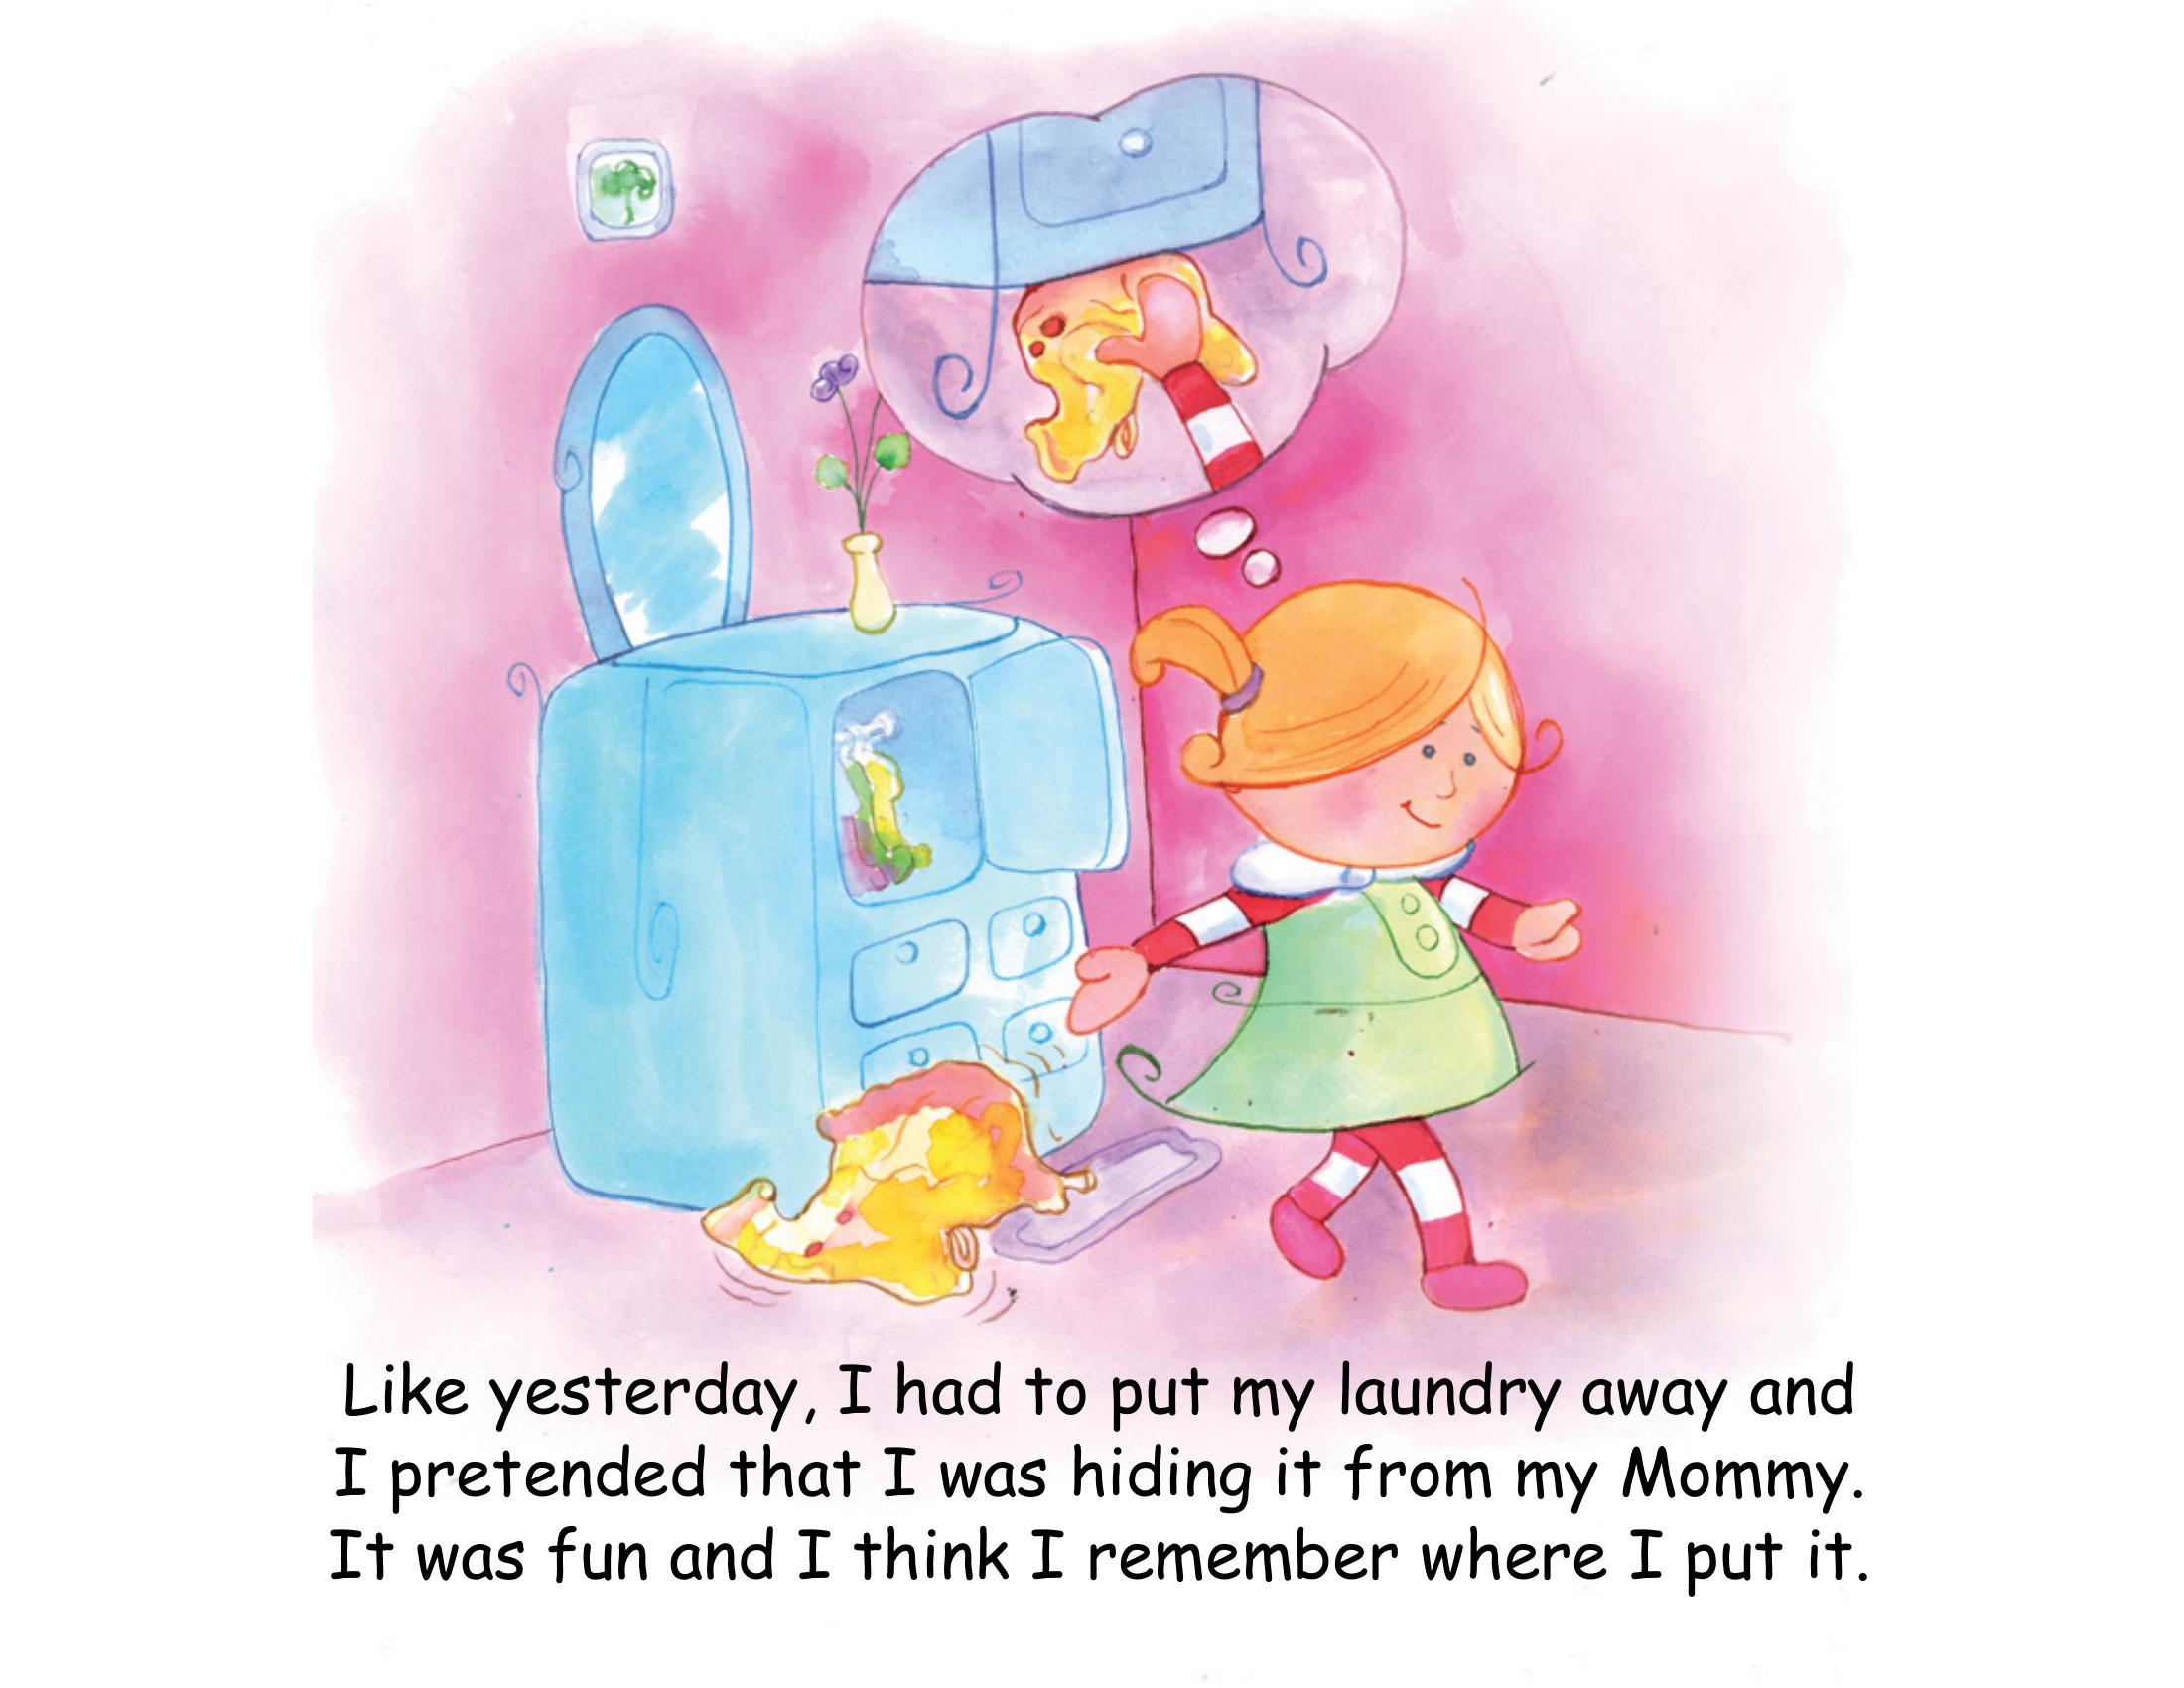 Like yesterday, I had to put my laundry away and
I pretended that I was hiding it from my Mommy.
It was fun and I think I remember where I put it.